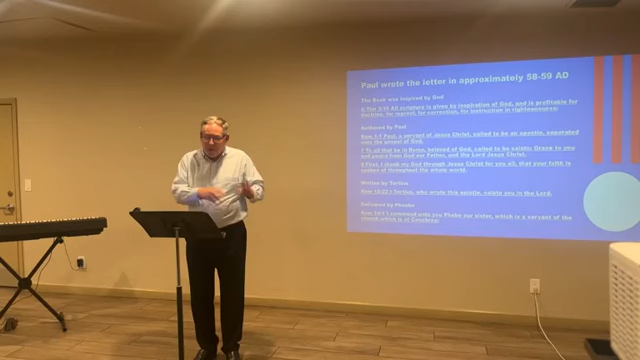 Paul wrote the letter in approximately 58-59 AD
The Book was Inspired by God
2 Tim 3:16 All scripture is given by inspiration of God, and is profitable for
doctrine, for reproof, for correction, for instruction in righteousness:
Authored by Paul
Rom 1:1 Paul, a servant of Jesus Christ, called to be an apostle, separated
unto the gospel of God,
7 To all that be in Rome, beloved of God, called to be saints: Grace to you
and peace from God our Father, and the Lord Jesus Christ.
8 First, I thank my God through Jesus Christ for you all, that your faith is
spoken of throughout the whole world.
Written by Tertius
Rom 16:22 I Tertius, who wrote this epistle, salute you in the Lord.
Delivered by Phoebe
Rom 16:1 I commend unto you Phebe our sister, which is a servant of the
church which is at Cenchrea: